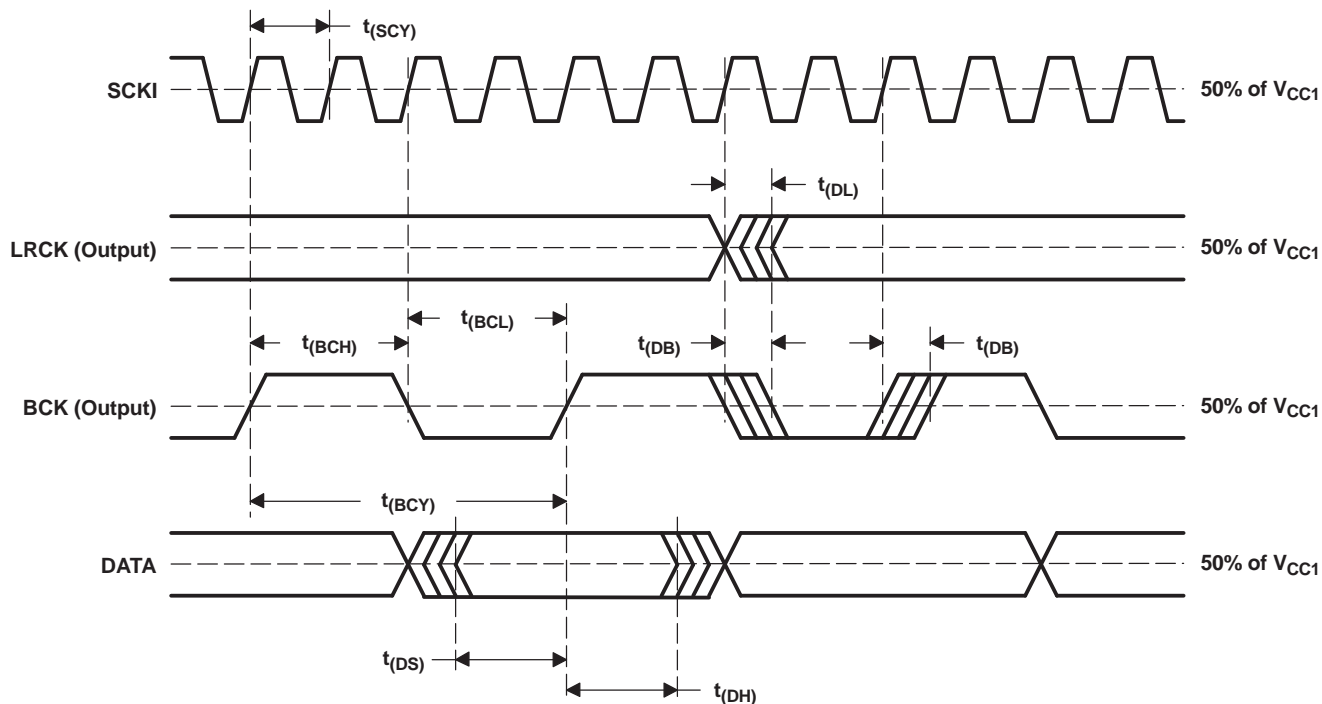 t(SCY)
SCKI
50% of VCC1
t(DL)
LRCK (Output)
50% of VCC1
t(BCL)
t(BCH)
t(DB)
t(DB)
BCK (Output)
50% of VCC1
t(BCY)
DATA
50% of VCC1
t(DS)
t(DH)